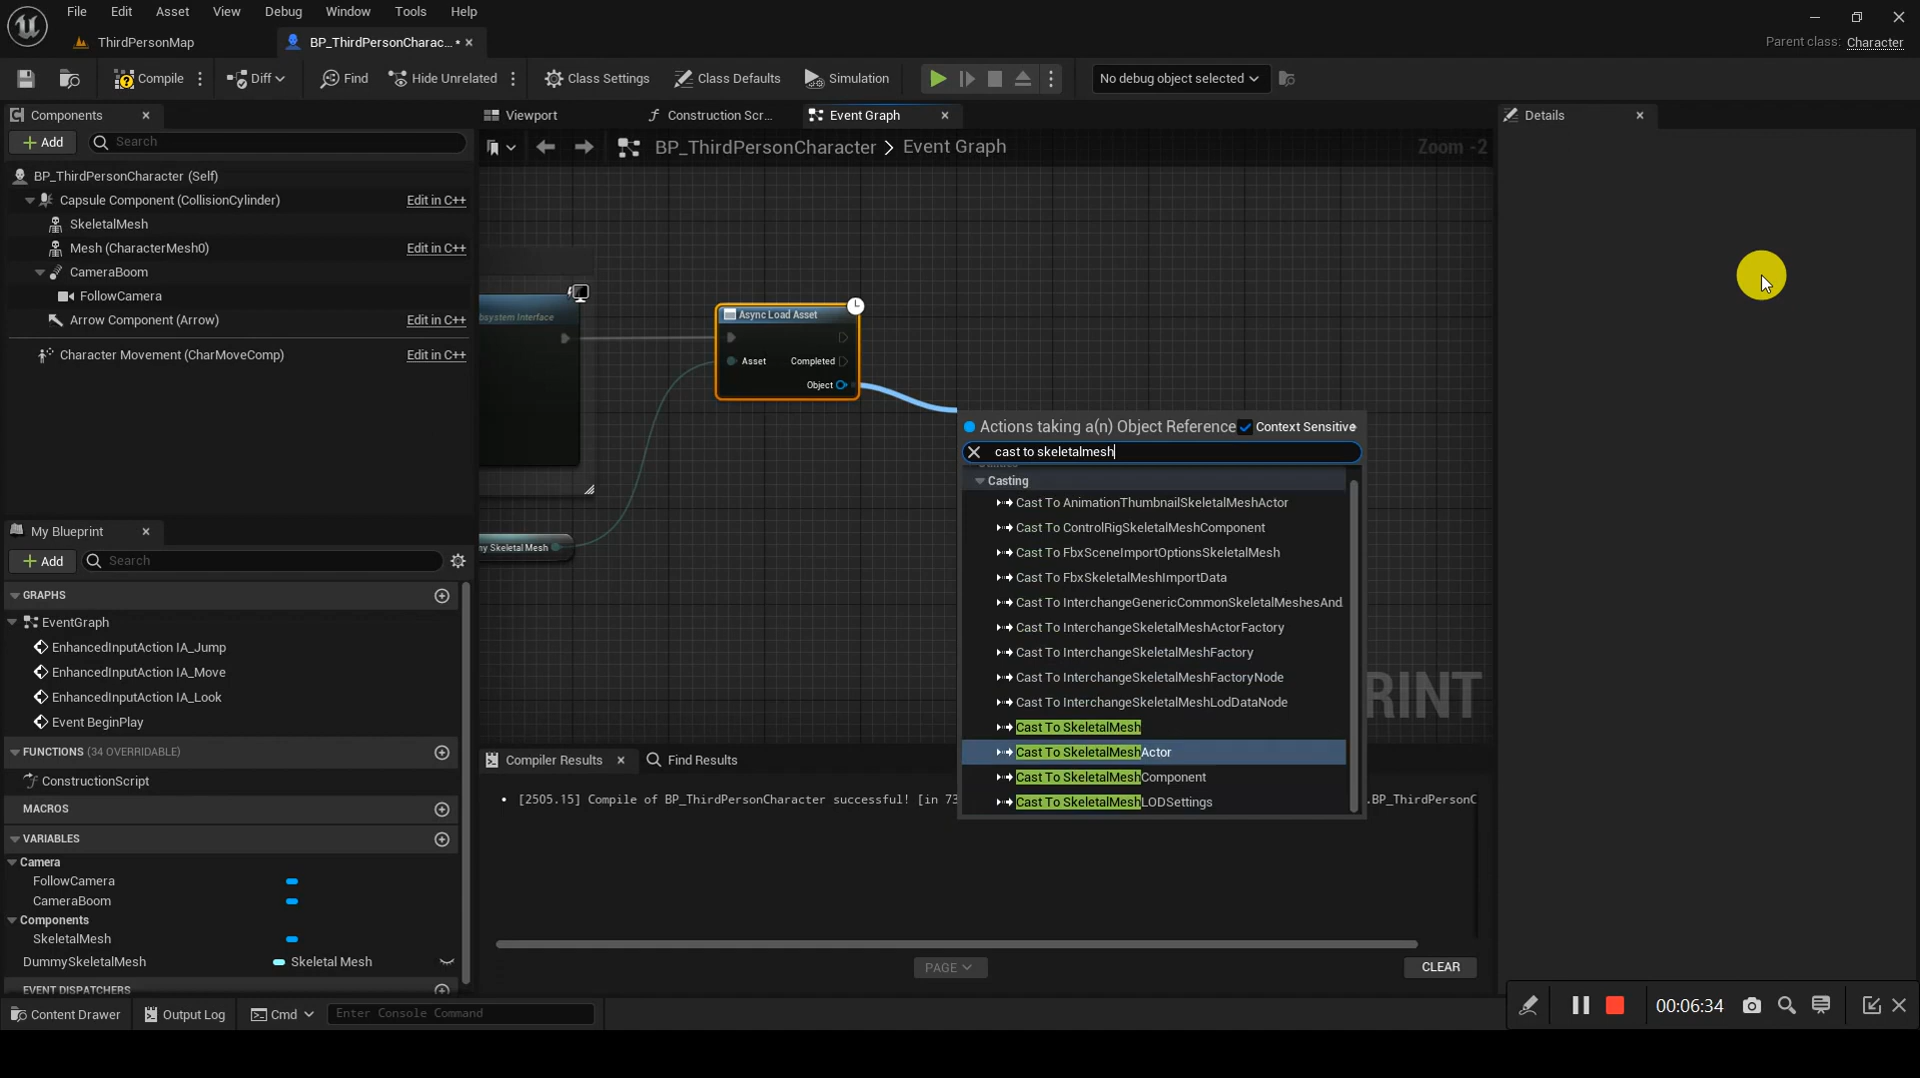 File Edit Asset View Debug Window Tools Help
ThirdPersonMap BP_ThirdPersonCharac... •
Parent class: Character
Compile Diff Find Hide Unrelated Class Settings Class Defaults Simulation No debug object selected
Components
Add Search
BP_ThirdPersonCharacter (Self)
Capsule Component (CollisionCylinder) Edit in C++
SkeletalMesh
Mesh (CharacterMesh0) Edit in C++
CameraBoom
FollowCamera
Arrow Component (Arrow) Edit in C++
Character Movement (CharMoveComp) Edit in C++
My Blueprint
Add Search
GRAPHS
EventGraph
EnhancedInputAction IA_Jump
EnhancedInputAction IA_Move
EnhancedInputAction IA_Look
Event BeginPlay
FUNCTIONS (34 OVERRIDABLE)
ConstructionScript
MACROS
VARIABLES
Camera
FollowCamera
CameraBoom
Components
SkeletalMesh
DummySkeletalMesh Skeletal Mesh
EVENT DISPATCHERS
Viewport Construction Scr... Event Graph
BP_ThirdPersonCharacter > Event Graph
Zoom -2
bsystem Interface
my Skeletal Mesh
Async Load Asset
Asset Completed
Object
Actions taking a(n) Object Reference Context Sensitive
cast to skeletalmesh
Casting
Cast To AnimationThumbnailSkeletalMeshActor
Cast To ControlRigSkeletalMeshComponent
Cast To FbxSceneImportOptionsSkeletalMesh
Cast To FbxSkeletalMeshImportData
Cast To InterchangeGenericCommonSkeletalMeshesAnd
Cast To InterchangeSkeletalMeshActorFactory
Cast To InterchangeSkeletalMeshFactory
Cast To InterchangeSkeletalMeshFactoryNode
Cast To InterchangeSkeletalMeshLodDataNode
Cast To SkeletalMesh
Cast To SkeletalMeshActor
Cast To SkeletalMeshComponent
Cast To SkeletalMeshLODSettings
RINT
Compiler Results Find Results
• [2505.15] Compile of BP_ThirdPersonCharacter successful! [in 73 .BP_ThirdPersonC
PAGE CLEAR
Details
Content Drawer Output Log Cmd Enter Console Command
00:06:34